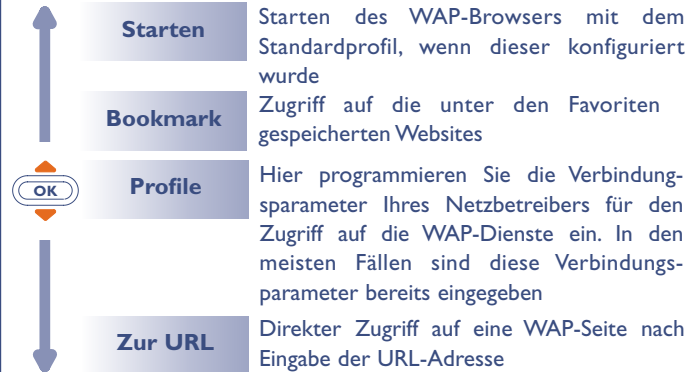 Starten
Starten des WAP-Browsers mit dem
Standardprofil, wenn dieser konfiguriert
wurde
Bookmark
Zugriff auf die unter den Favoriten
gespeicherten Websites
OK
Profile
Hier programmieren Sie die Verbindung-
sparameter Ihres Netzbetreibers für den
Zugriff auf die WAP-Dienste ein. In den
meisten Fällen sind diese Verbindungs-
parameter bereits eingegeben
Zur URL
Direkter Zugriff auf eine WAP-Seite nach
Eingabe der URL-Adresse